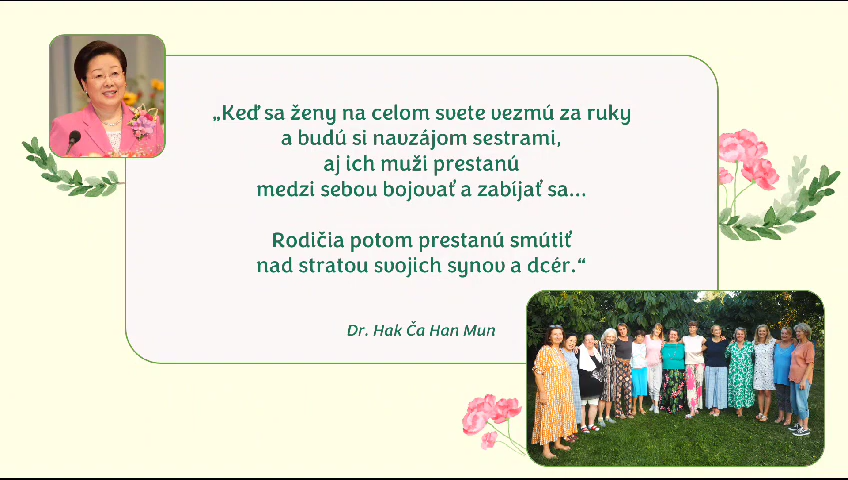 „Keď sa ženy na celom svete vezmú za ruky
a budú si navzájom sestrami,
aj ich muži prestanú
medzi sebou bojovať a zabíjať sa...
Rodičia potom prestanú smútiť
nad stratou svojich synov a dcér.“
Dr. Hak Ča Han Mun